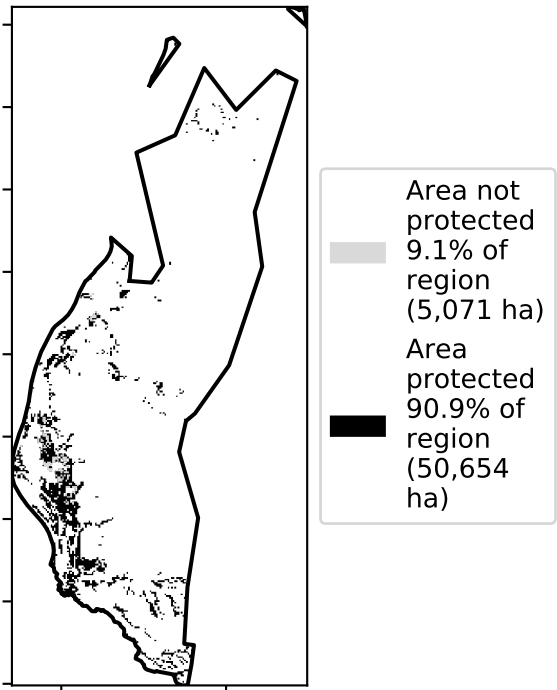 Area not
protected
9.1% of
region
(5,071 ha)
Area
protected
90.9% of
region
(50,654
ha)